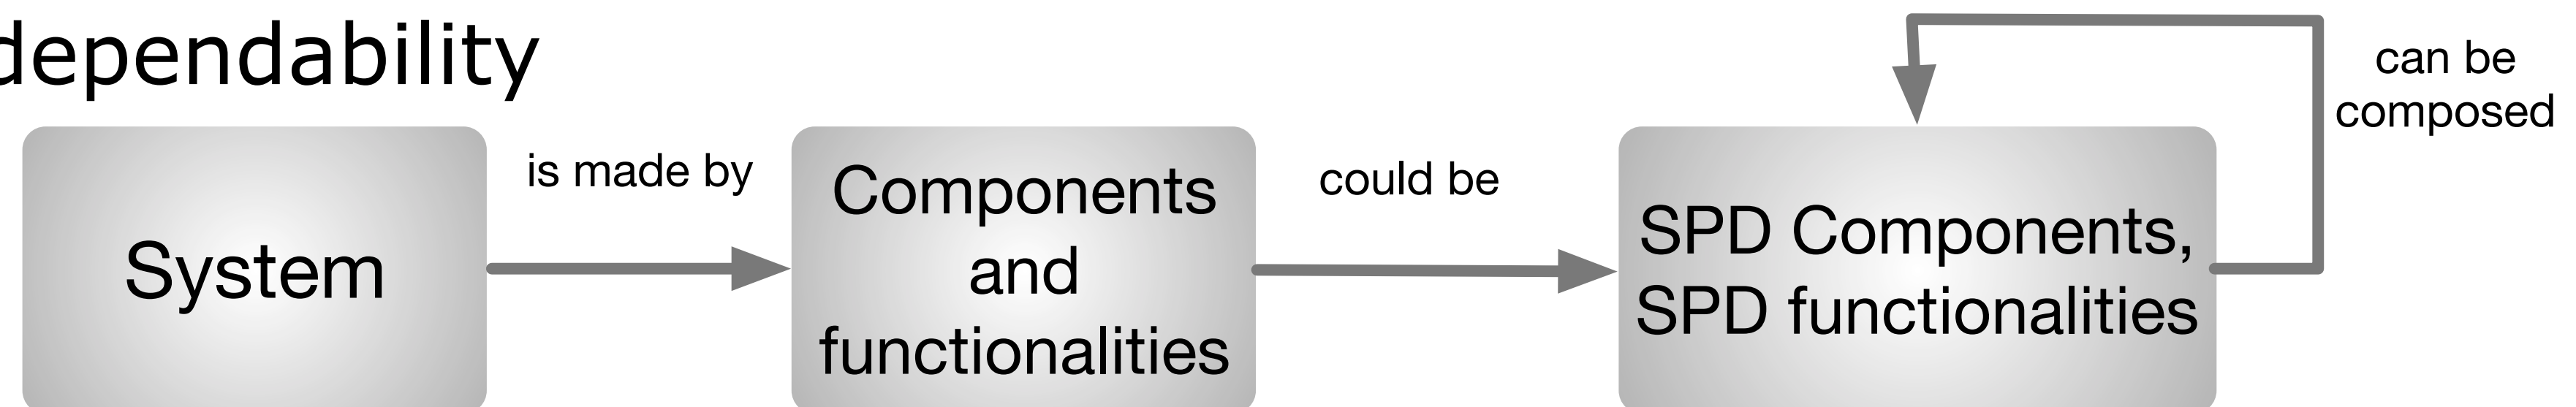 dependability
can be
composed
is made by
could be
System
Components
and
functionalities
SPD Components,
SPD functionalities